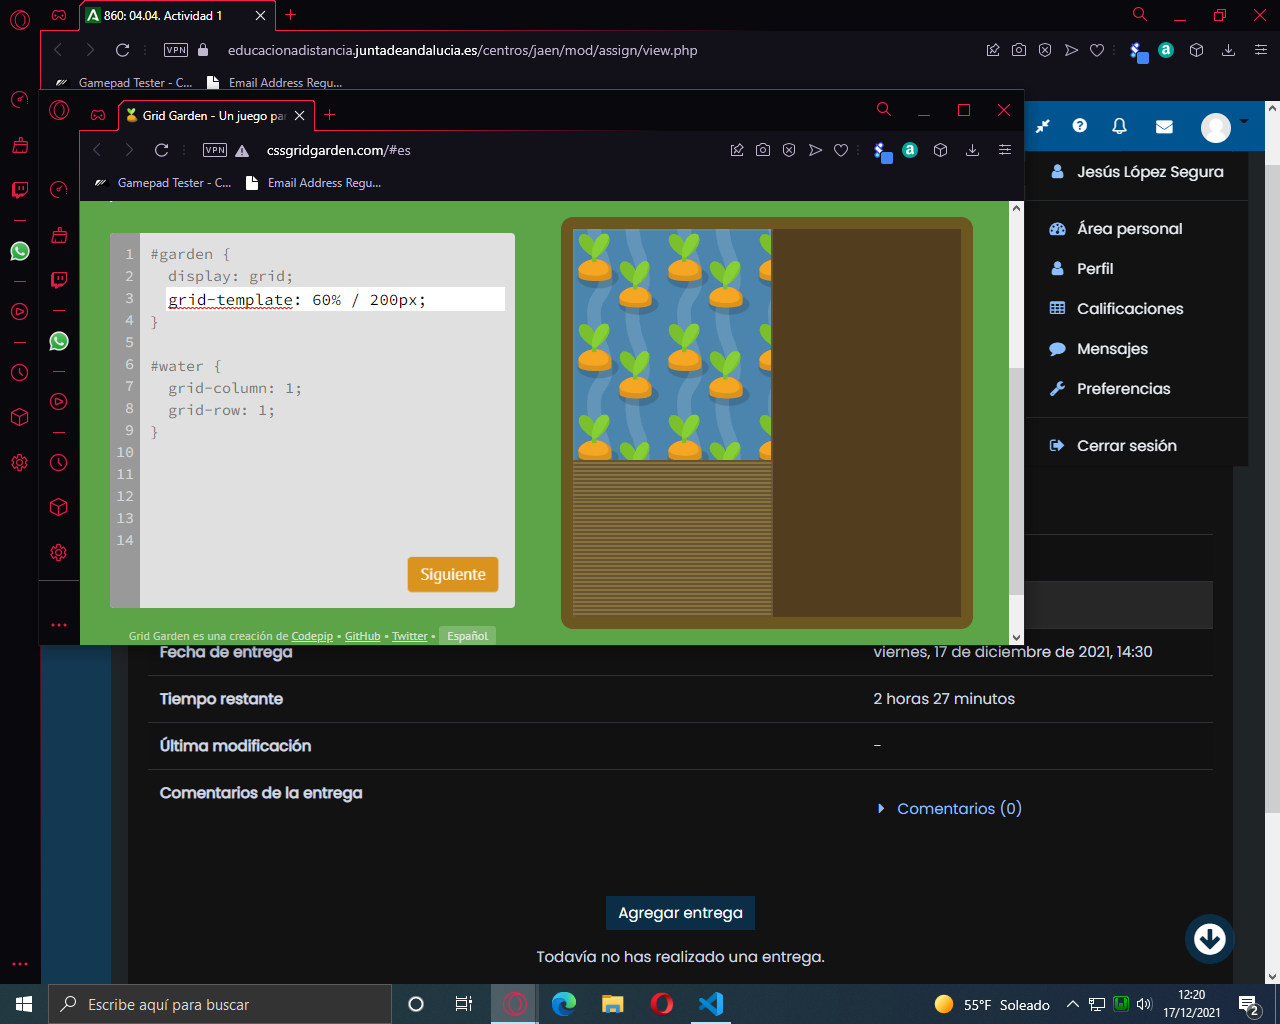 860: 04.04. Actividad 1
VPN
educacionadistancia.juntadeandalucia.es/centros/jaen/mod/assign/view.php
Gamepad Tester - C...
Email Address Requ...
Grid Garden - Un juego par
VPN
cssgridgarden.com/#es
Gamepad Tester - C...
Email Address Regu...
Jesús López Segura
Área personal
Perfil
Calificaciones
Mensajes
Preferencias
Cerrar sesión
1 #garden {
2 display: grid;
3 grid-template: 60% / 200px;
4 }
5
6 #water {
7 grid-column: 1;
8 grid-row: 1;
9 }
10
11
12
13
14
Siguiente
Grid Garden es una creación de Codepip • GitHub • Twitter • Español
Fecha de entrega viernes, 17 de diciembre de 2021, 14:30
Tiempo restante 2 horas 27 minutos
Última modificación -
Comentarios de la entrega
Comentarios (0)
Agregar entrega
Todavía no has realizado una entrega.
Escribe aquí para buscar
55°F Soleado
12:20
17/12/2021
2